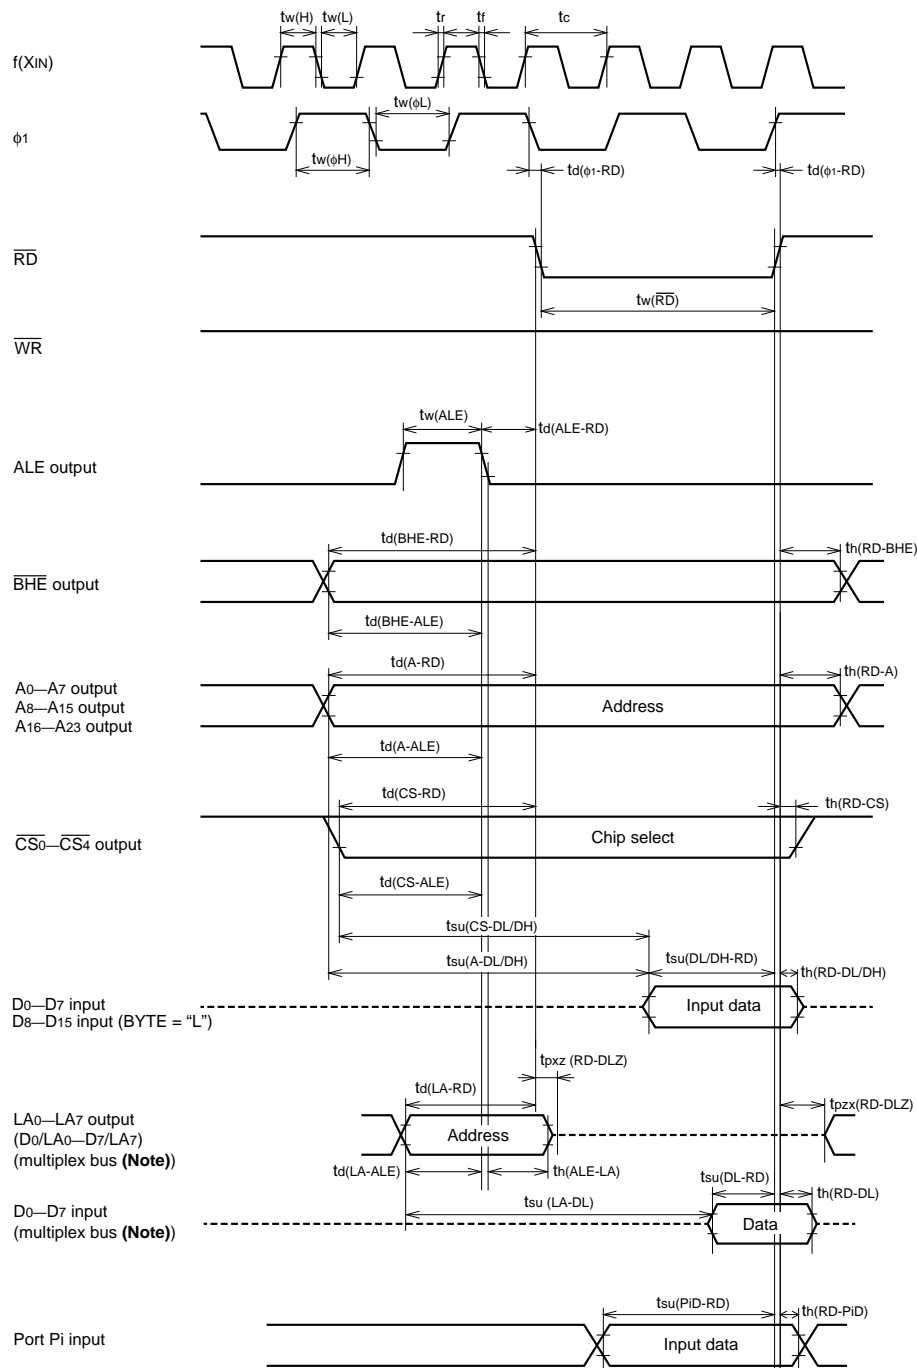 tw(H) tw(L) tr tf tc
f(XIN)
tw(ϕL)
ϕ1
tw(ϕH)
td(ϕ1-RD) td(ϕ1-RD)
RD
tw(RD)
WR
tw(ALE)
td(ALE-RD)
ALE output
td(BHE-RD)
th(RD-BHE)
BHE output
td(BHE-ALE)
td(A-RD)
th(RD-A)
A0—A7 output
A8—A15 output
A16—A23 output
Address
td(A-ALE)
td(CS-RD)
th(RD-CS)
CS0—CS4 output
Chip select
td(CS-ALE)
tsu(CS-DL/DH)
tsu(A-DL/DH) tsu(DL/DH-RD) th(RD-DL/DH)
D0—D7 input
D8—D15 input (BYTE = “L”)
Input data
tpxz (RD-DLZ)
td(LA-RD)
tpzx(RD-DLZ)
LA0—LA7 output
(D0/LA0—D7/LA7)
(multiplex bus (Note))
Address
td(LA-ALE) th(ALE-LA)
tsu(DL-RD) th(RD-DL)
tsu (LA-DL)
D0—D7 input
(multiplex bus (Note))
Data
tsu(PiD-RD) th(RD-PiD)
Port Pi input
Input data